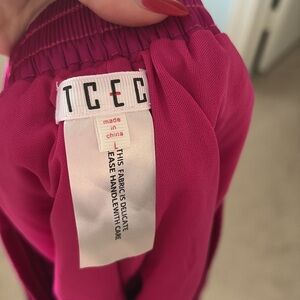 TCEC
made
in
china
L
THIS FABRIC IS DELICATE
EASE HANDLE WITH CARE